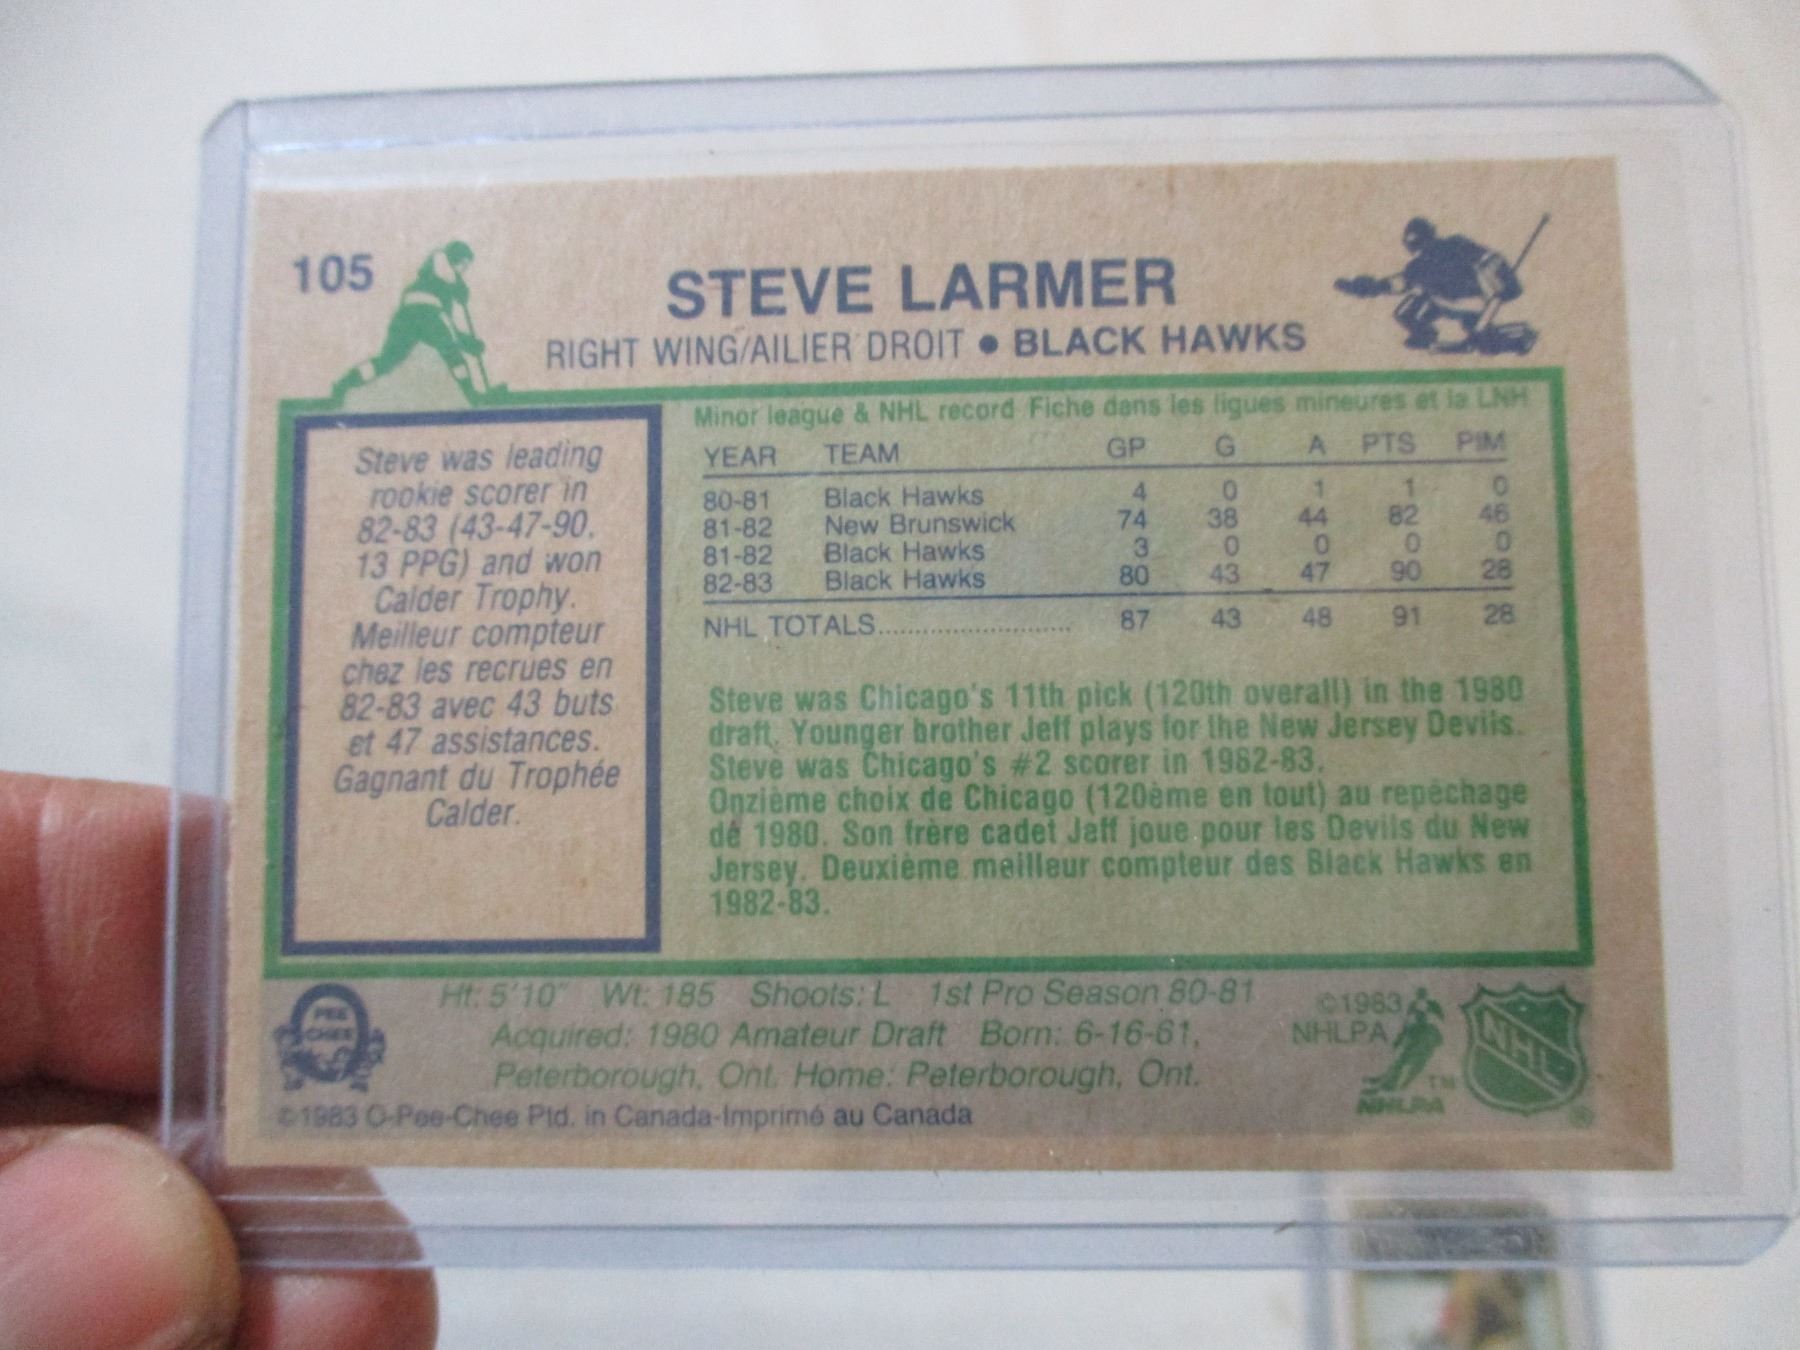 105
STEVE LARMER
RIGHT WING/AILIER DROIT • BLACK HAWKS
Steve was leading
rookie scorer in
82-83 (43-47-90,
13 PPG) and won
Calder Trophy.
Meilleur compteur
chez les recrues en
82-83 avec 43 buts
et 47 assistances.
Gagnant du Trophée
Calder.
Minor league & NHL record Fiche dans les ligues mineures et la LNH
YEAR TEAM GP G A PTS PIM
80-81 Black Hawks 4 0 1 1 0
81-82 New Brunswick 74 38 44 82 46
81-82 Black Hawks 3 0 0 0 0
82-83 Black Hawks 80 43 47 90 28
NHL TOTALS........................... 87 43 48 91 28
Steve was Chicago's 11th pick (120th overall) in the 1980
draft. Younger brother Jeff plays for the New Jersey Devils.
Steve was Chicago's #2 scorer in 1982-83.
Onzième choix de Chicago (120ème en tout) au repêchage
de 1980. Son frère cadet Jeff joue pour les Devils du New
Jersey. Deuxième meilleur compteur des Black Hawks en
1982-83.
Ht: 5'10" Wt: 185 Shoots: L 1st Pro Season 80-81
Acquired: 1980 Amateur Draft Born: 6-16-61,
Peterborough, Ont. Home: Peterborough, Ont.
©1983 O-Pee-Chee Ptd. in Canada-Imprimé au Canada
PEE
CHEE
©1983
NHLPA
TM
NHLPA
NHL
®